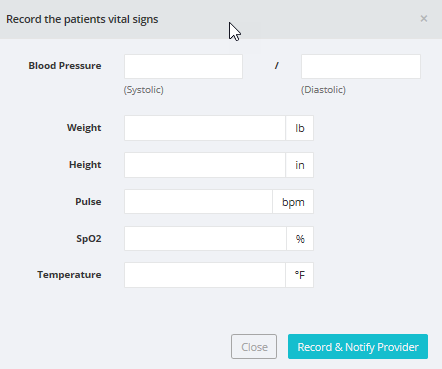 Record the patients vital signs ×
Blood Pressure /
(Systolic) (Diastolic)
Weight lb
Height in
Pulse bpm
SpO2 %
Temperature °F
Close Record & Notify Provider